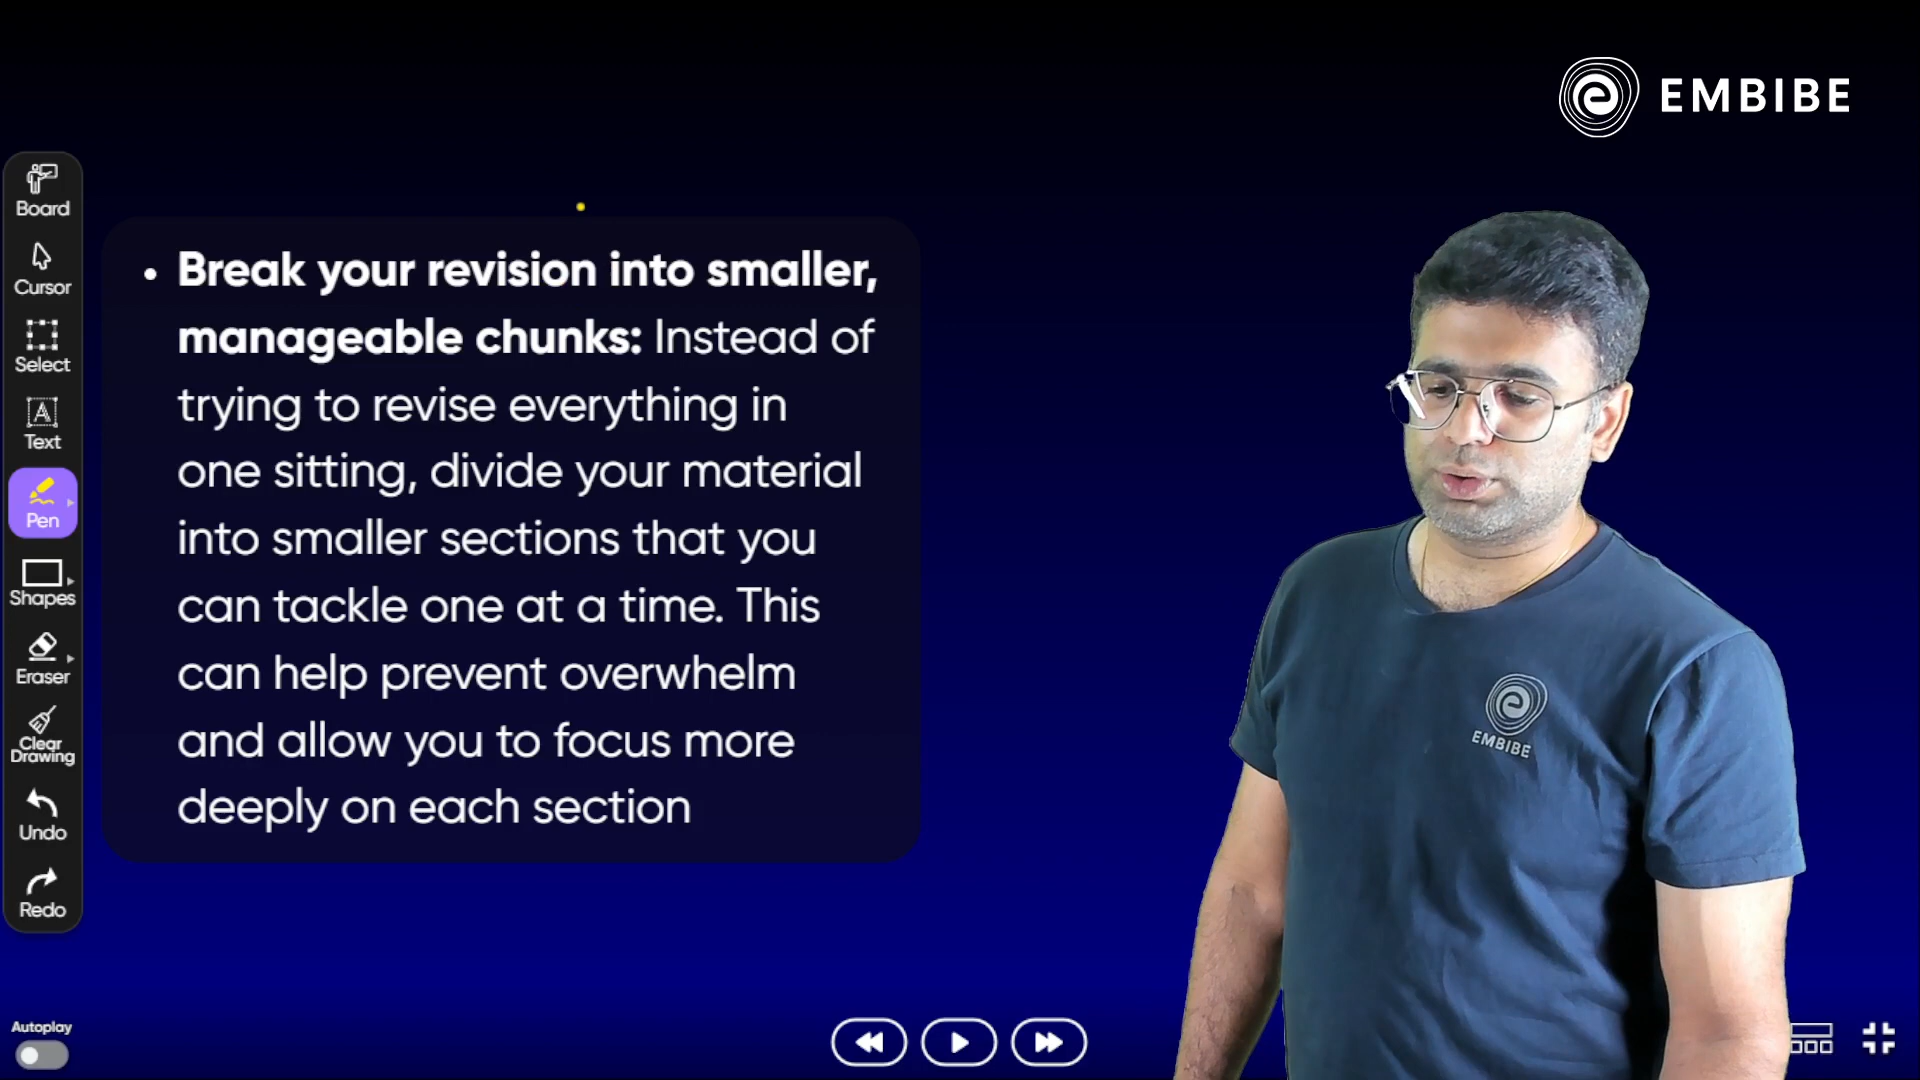 EMBIBE
Board
Cursor
Select
Text
Pen
Shapes
Eraser
Clear
Drawing
Undo
Redo
• Break your revision into smaller,
manageable chunks: Instead of
trying to revise everything in
one sitting, divide your material
into smaller sections that you
can tackle one at a time. This
can help prevent overwhelm
and allow you to focus more
deeply on each section
EMBIBE
Autoplay